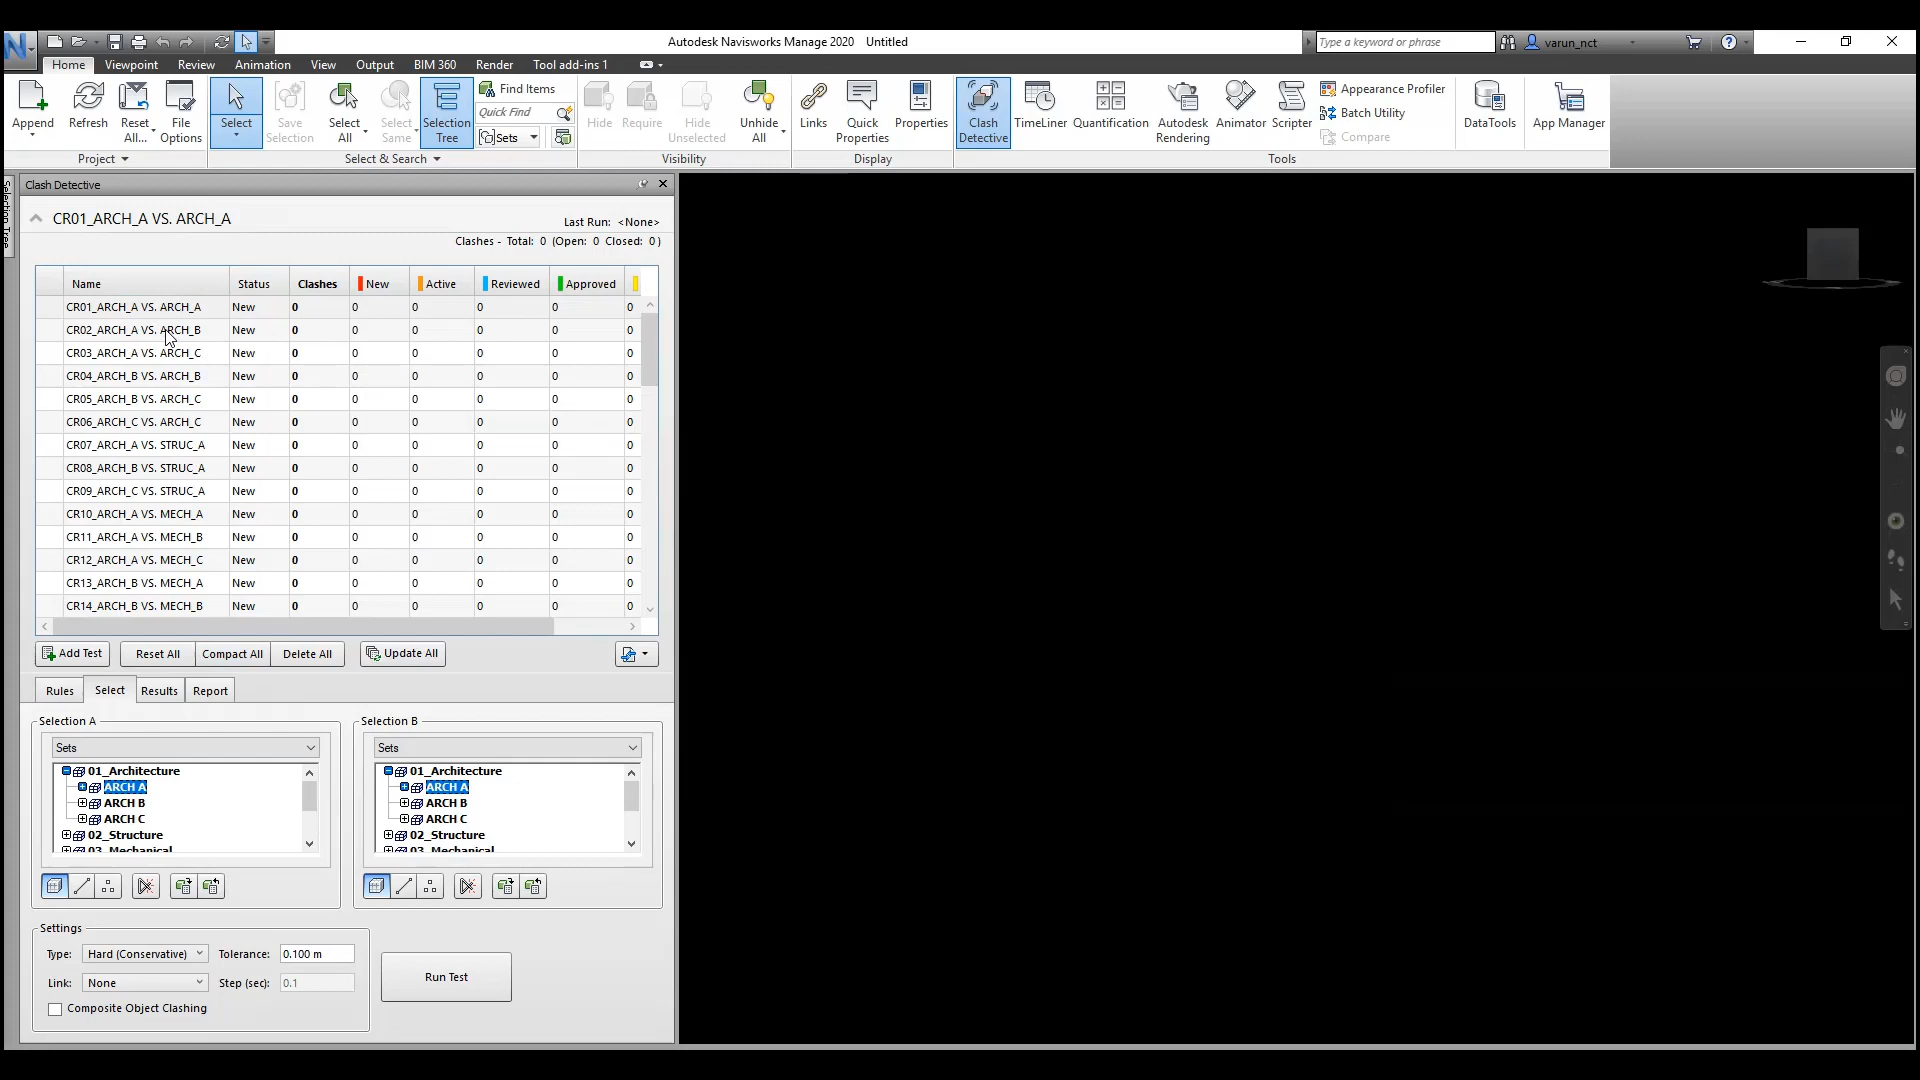 Autodesk Navisworks Manage 2020 Untitled
Type a keyword or phrase
varun_nct
Home Viewpoint Review Animation View Output BIM 360 Render Tool add-ins 1
Append
Refresh
Reset All...
File Options
Project
Select
Save Selection
Select All
Select Same
Selection Tree
Find Items
Quick Find
Sets
Select & Search
Hide
Require
Hide Unselected
Unhide All
Visibility
Links
Quick Properties
Properties
Display
Clash Detective
TimeLiner
Quantification
Autodesk Rendering
Animator
Scripter
Appearance Profiler
Batch Utility
Compare
Tools
DataTools
App Manager
Selection Tree
Clash Detective
CR01_ARCH_A VS. ARCH_A
Last Run: <None>
Clashes - Total: 0 (Open: 0 Closed: 0)
Name Status Clashes New Active Reviewed Approved
CR01_ARCH_A VS. ARCH_A New 0 0 0 0 0 0
CR02_ARCH_A VS. ARCH_B New 0 0 0 0 0 0
CR03_ARCH_A VS. ARCH_C New 0 0 0 0 0 0
CR04_ARCH_B VS. ARCH_B New 0 0 0 0 0 0
CR05_ARCH_B VS. ARCH_C New 0 0 0 0 0 0
CR06_ARCH_C VS. ARCH_C New 0 0 0 0 0 0
CR07_ARCH_A VS. STRUC_A New 0 0 0 0 0 0
CR08_ARCH_B VS. STRUC_A New 0 0 0 0 0 0
CR09_ARCH_C VS. STRUC_A New 0 0 0 0 0 0
CR10_ARCH_A VS. MECH_A New 0 0 0 0 0 0
CR11_ARCH_A VS. MECH_B New 0 0 0 0 0 0
CR12_ARCH_A VS. MECH_C New 0 0 0 0 0 0
CR13_ARCH_B VS. MECH_A New 0 0 0 0 0 0
CR14_ARCH_B VS. MECH_B New 0 0 0 0 0 0
Add Test Reset All Compact All Delete All Update All
Rules Select Results Report
Selection A
Sets
01_Architecture
ARCH A
ARCH B
ARCH C
02_Structure
03_Mechanical
Selection B
Sets
01_Architecture
ARCH A
ARCH B
ARCH C
02_Structure
03_Mechanical
Settings
Type: Hard (Conservative) Tolerance: 0.100 m
Link: None Step (sec): 0.1
Composite Object Clashing
Run Test